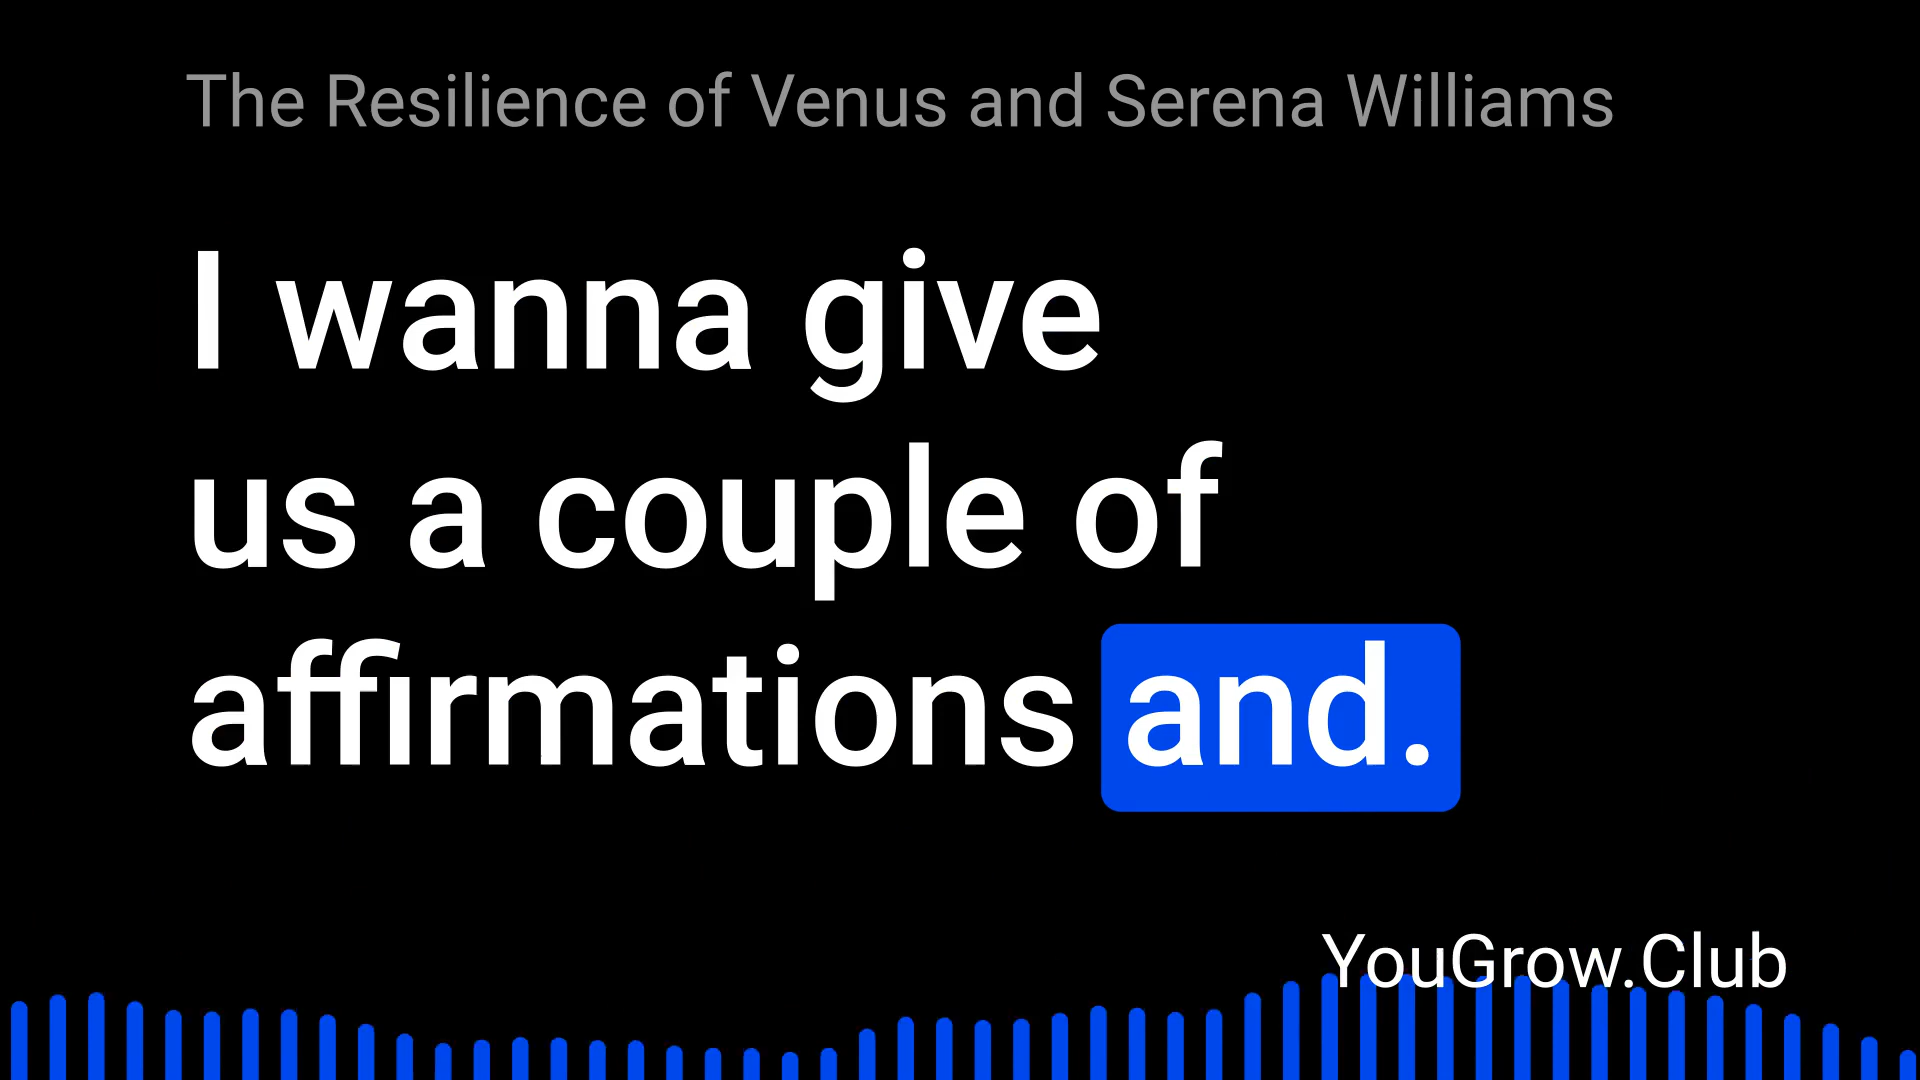 The Resilience of Venus and Serena Williams
I wanna give
us a couple of
affirmations and.
YouGrow.Club